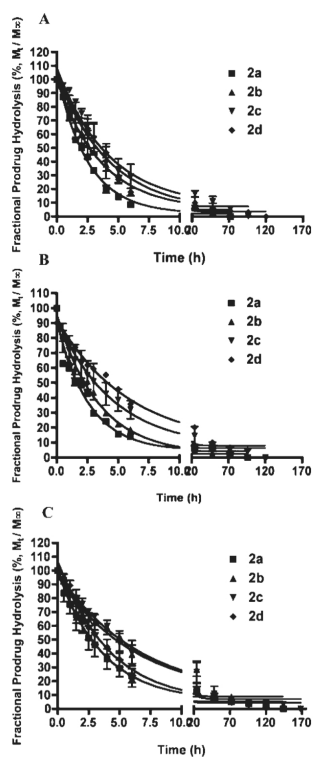 A
Fractional Prodrug Hydrolysis (%, Mt / M∞)
120
110
100
90
80
70
60
50
40
30
20
10
0
0.0 2.5 5.0 7.5 10.0 20 70 120 170
Time (h)
2a
2b
2c
2d
B
Fractional Prodrug Hydrolysis (%, Mt / M∞)
110
100
90
80
70
60
50
40
30
20
10
0
0.0 2.5 5.0 7.5 10.0 20 70 120 170
Time (h)
2a
2b
2c
2d
C
Fractional Prodrug Hydrolysis (%, Mt / M∞)
120
110
100
90
80
70
60
50
40
30
20
10
0
0.0 2.5 5.0 7.5 10.0 20 70 120 170
Time (h)
2a
2b
2c
2d